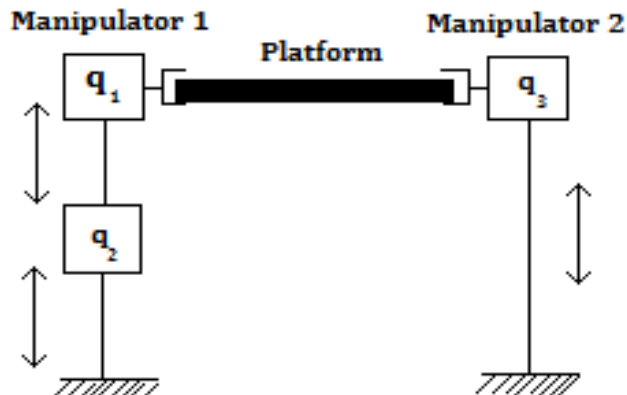 Manipulator 1
Manipulator 2
Platform
q₁
q₃
q₂